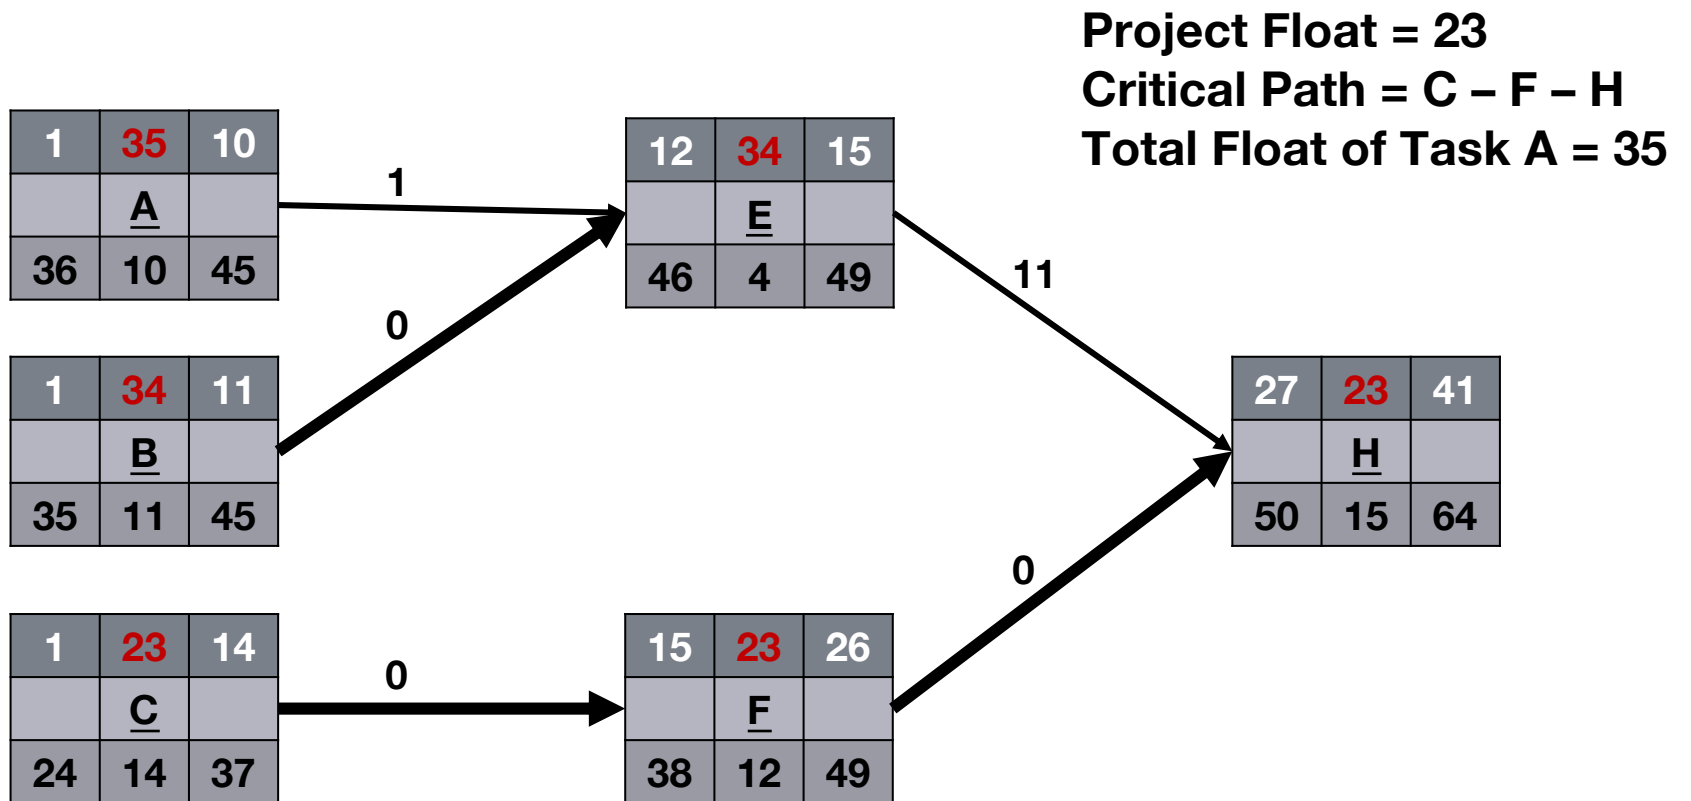 Project Float = 23
Critical Path = C – F – H
Total Float of Task A = 35
1 35 10
A
36 10 45
1
12 34 15
E
46 4 49
0
11
1 34 11
B
35 11 45
27 23 41
H
50 15 64
0
1 23 14
C
24 14 37
0
15 23 26
F
38 12 49